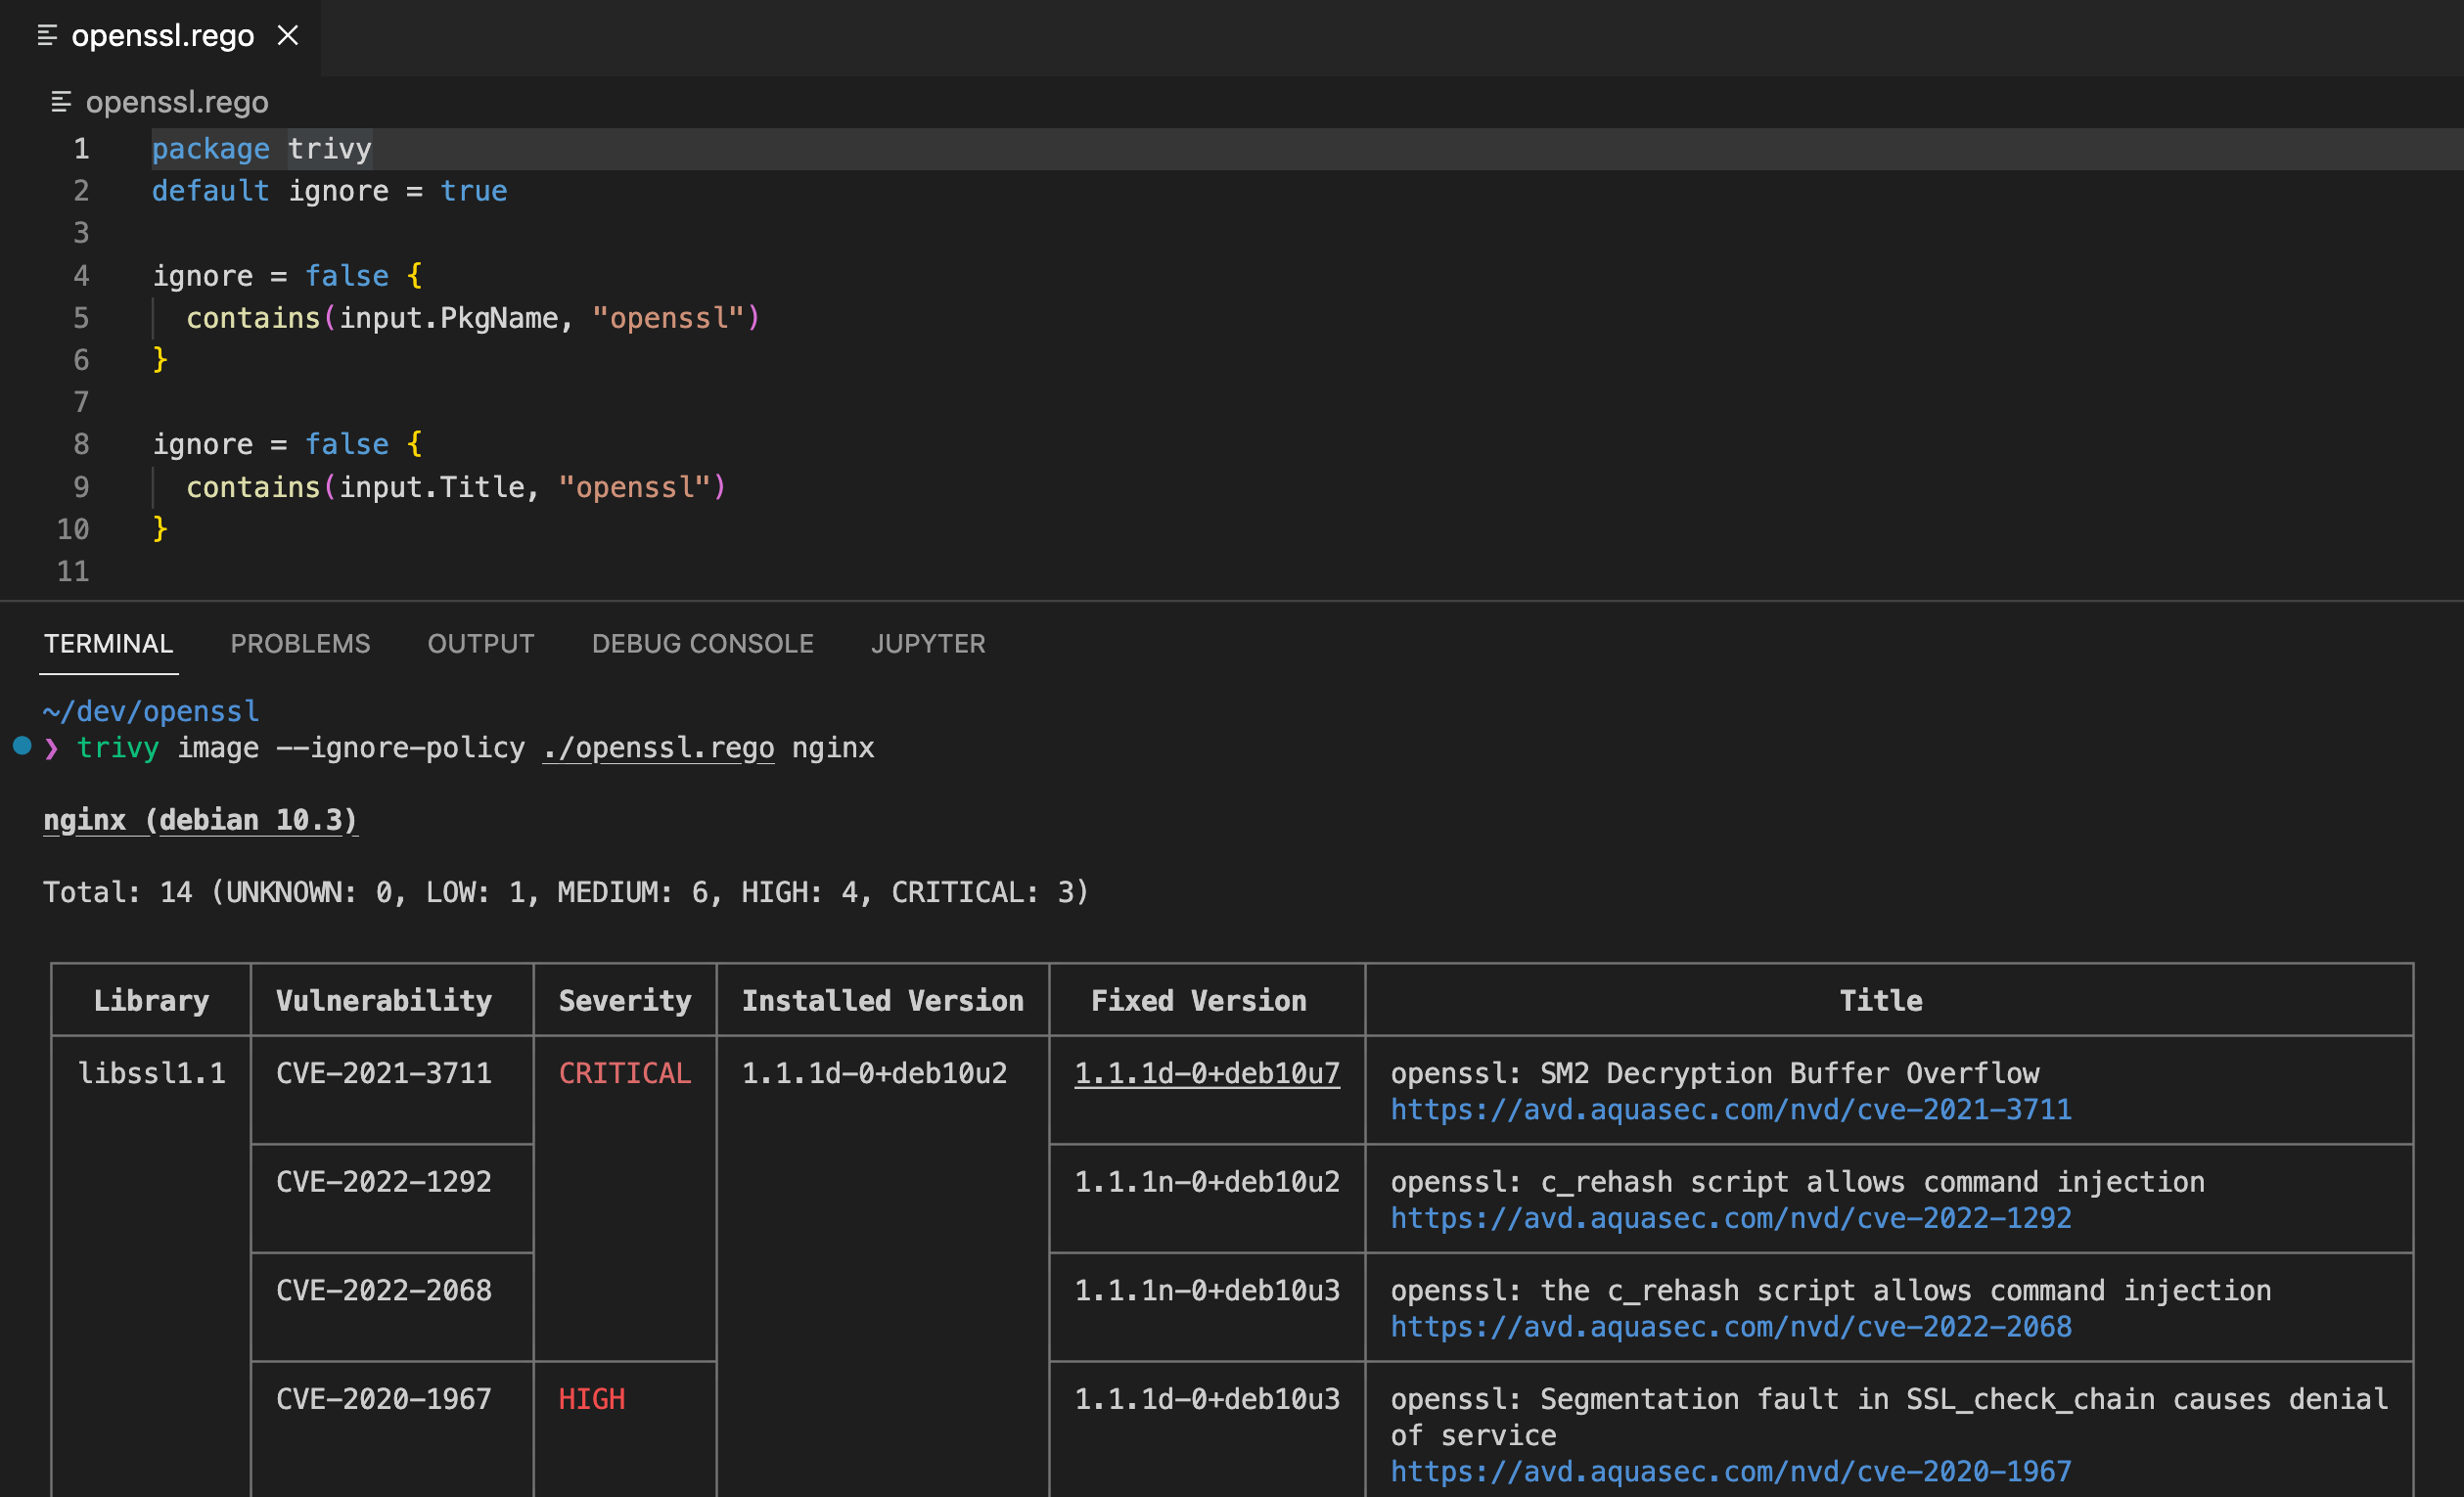 openssl.rego
openssl.rego
1 package trivy
2 default ignore = true
3
4 ignore = false {
5 contains(input.PkgName, "openssl")
6 }
7
8 ignore = false {
9 contains(input.Title, "openssl")
10 }
11
TERMINAL PROBLEMS OUTPUT DEBUG CONSOLE JUPYTER
~/dev/openssl
❯ trivy image --ignore-policy ./openssl.rego nginx
nginx (debian 10.3)
Total: 14 (UNKNOWN: 0, LOW: 1, MEDIUM: 6, HIGH: 4, CRITICAL: 3)
Library Vulnerability Severity Installed Version Fixed Version Title
libssl1.1 CVE-2021-3711 CRITICAL 1.1.1d-0+deb10u2 1.1.1d-0+deb10u7 openssl: SM2 Decryption Buffer Overflow
https://avd.aquasec.com/nvd/cve-2021-3711
CVE-2022-1292 1.1.1n-0+deb10u2 openssl: c_rehash script allows command injection
https://avd.aquasec.com/nvd/cve-2022-1292
CVE-2022-2068 1.1.1n-0+deb10u3 openssl: the c_rehash script allows command injection
https://avd.aquasec.com/nvd/cve-2022-2068
CVE-2020-1967 HIGH 1.1.1d-0+deb10u3 openssl: Segmentation fault in SSL_check_chain causes denial
of service
https://avd.aquasec.com/nvd/cve-2020-1967